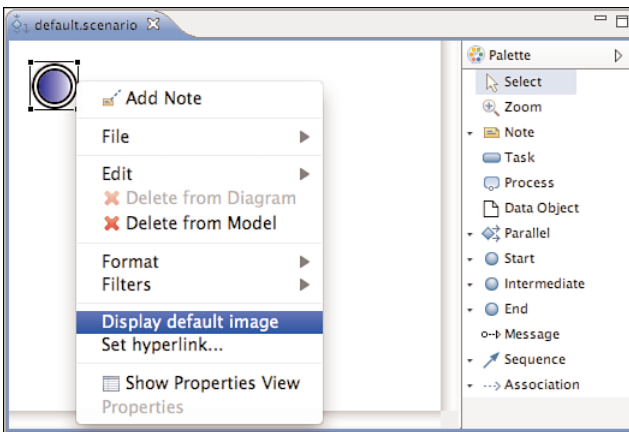 default.scenario
Add Note
File
Edit
Delete from Diagram
Delete from Model
Format
Filters
Display default image
Set hyperlink...
Show Properties View
Properties
Palette
Select
Zoom
Note
Task
Process
Data Object
Parallel
Start
Intermediate
End
Message
Sequence
Association